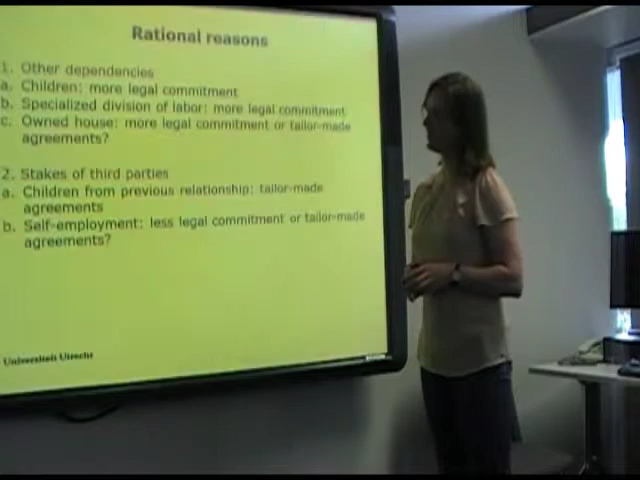 Rational reasons
1. Other dependencies
a. Children: more legal commitment
b. Specialized division of labor: more legal commitment
c. Owned house: more legal commitment or tailor-made
agreements?
2. Stakes of third parties
a. Children from previous relationship: tailor-made
agreements
b. Self-employment: less legal commitment or tailor-made
agreements?
Universiteit Utrecht